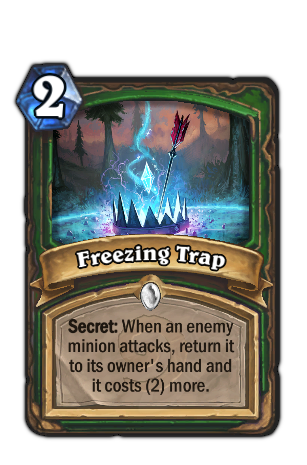 2
Freezing Trap
Secret: When an enemy
minion attacks, return it
to its owner's hand and
it costs (2) more.